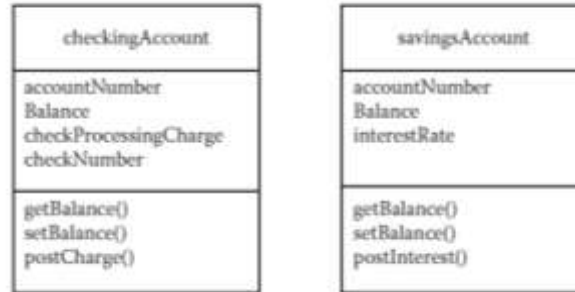 checkingAccount
accountNumber
Balance
checkProcessingCharge
checkNumber
getBalance()
setBalance()
postCharge()
savingsAccount
accountNumber
Balance
interestRate
getBalance()
setBalance()
postInterest()